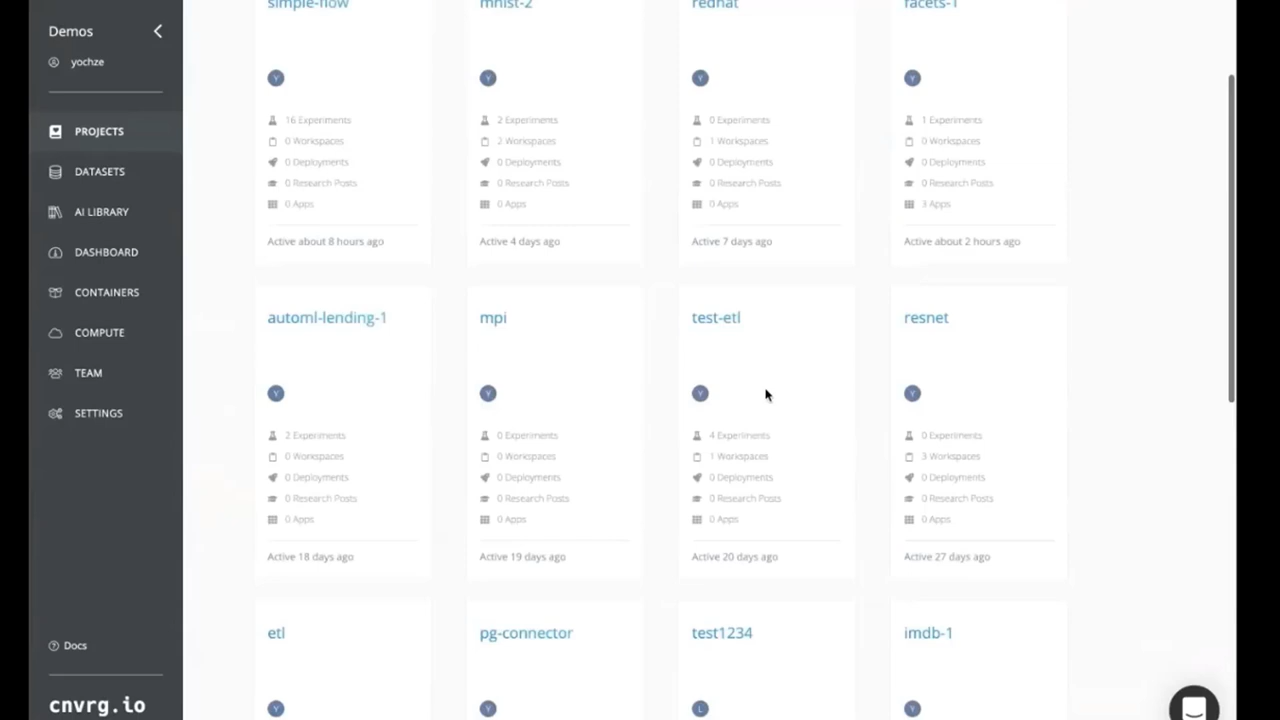 Demos
yochze
PROJECTS
DATASETS
AI LIBRARY
DASHBOARD
CONTAINERS
COMPUTE
TEAM
SETTINGS
Docs
cnvrg.io
simple-flow
mnist-2
redhat
facets-1
Y
Y
Y
Y
16 Experiments
2 Experiments
0 Experiments
1 Experiments
0 Workspaces
2 Workspaces
1 Workspaces
0 Workspaces
0 Deployments
0 Deployments
0 Deployments
0 Deployments
0 Research Posts
0 Research Posts
0 Research Posts
0 Research Posts
0 Apps
0 Apps
0 Apps
3 Apps
Active about 8 hours ago
Active 4 days ago
Active 7 days ago
Active about 2 hours ago
automl-lending-1
mpi
test-etl
resnet
Y
Y
Y
Y
2 Experiments
0 Experiments
4 Experiments
0 Experiments
0 Workspaces
0 Workspaces
1 Workspaces
3 Workspaces
0 Deployments
0 Deployments
0 Deployments
0 Deployments
0 Research Posts
0 Research Posts
0 Research Posts
0 Research Posts
0 Apps
0 Apps
0 Apps
0 Apps
Active 18 days ago
Active 19 days ago
Active 20 days ago
Active 27 days ago
etl
pg-connector
test1234
imdb-1
Y
Y
L
Y